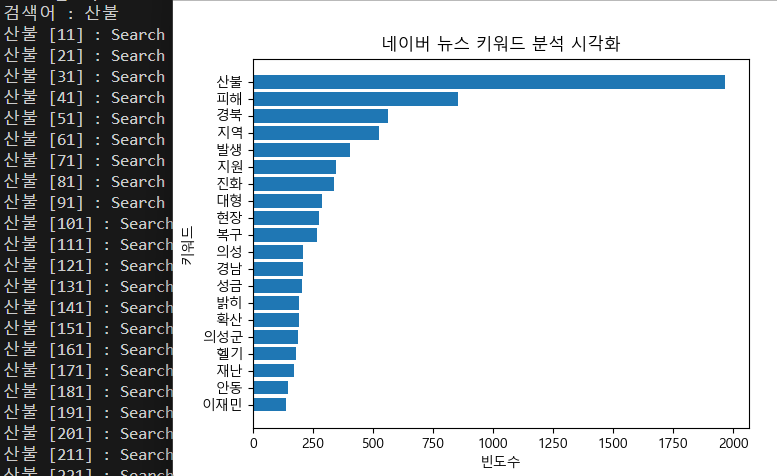 검색어 : 산불
산불 [11] : Search
산불 [21] : Search
산불 [31] : Search
산불 [41] : Search
산불 [51] : Search
산불 [61] : Search
산불 [71] : Search
산불 [81] : Search
산불 [91] : Search
산불 [101] : Search
산불 [111] : Search
산불 [121] : Search
산불 [131] : Search
산불 [141] : Search
산불 [151] : Search
산불 [161] : Search
산불 [171] : Search
산불 [181] : Search
산불 [191] : Search
산불 [201] : Search
산불 [211] : Search
산불 [221] : Search
네이버 뉴스 키워드 분석 시각화
키워드
산불
피해
경북
지역
발생
지원
진화
대형
현장
복구
의성
경남
성금
밝히
확산
의성군
헬기
재난
안동
이재민
0 250 500 750 1000 1250 1500 1750 2000
빈도수